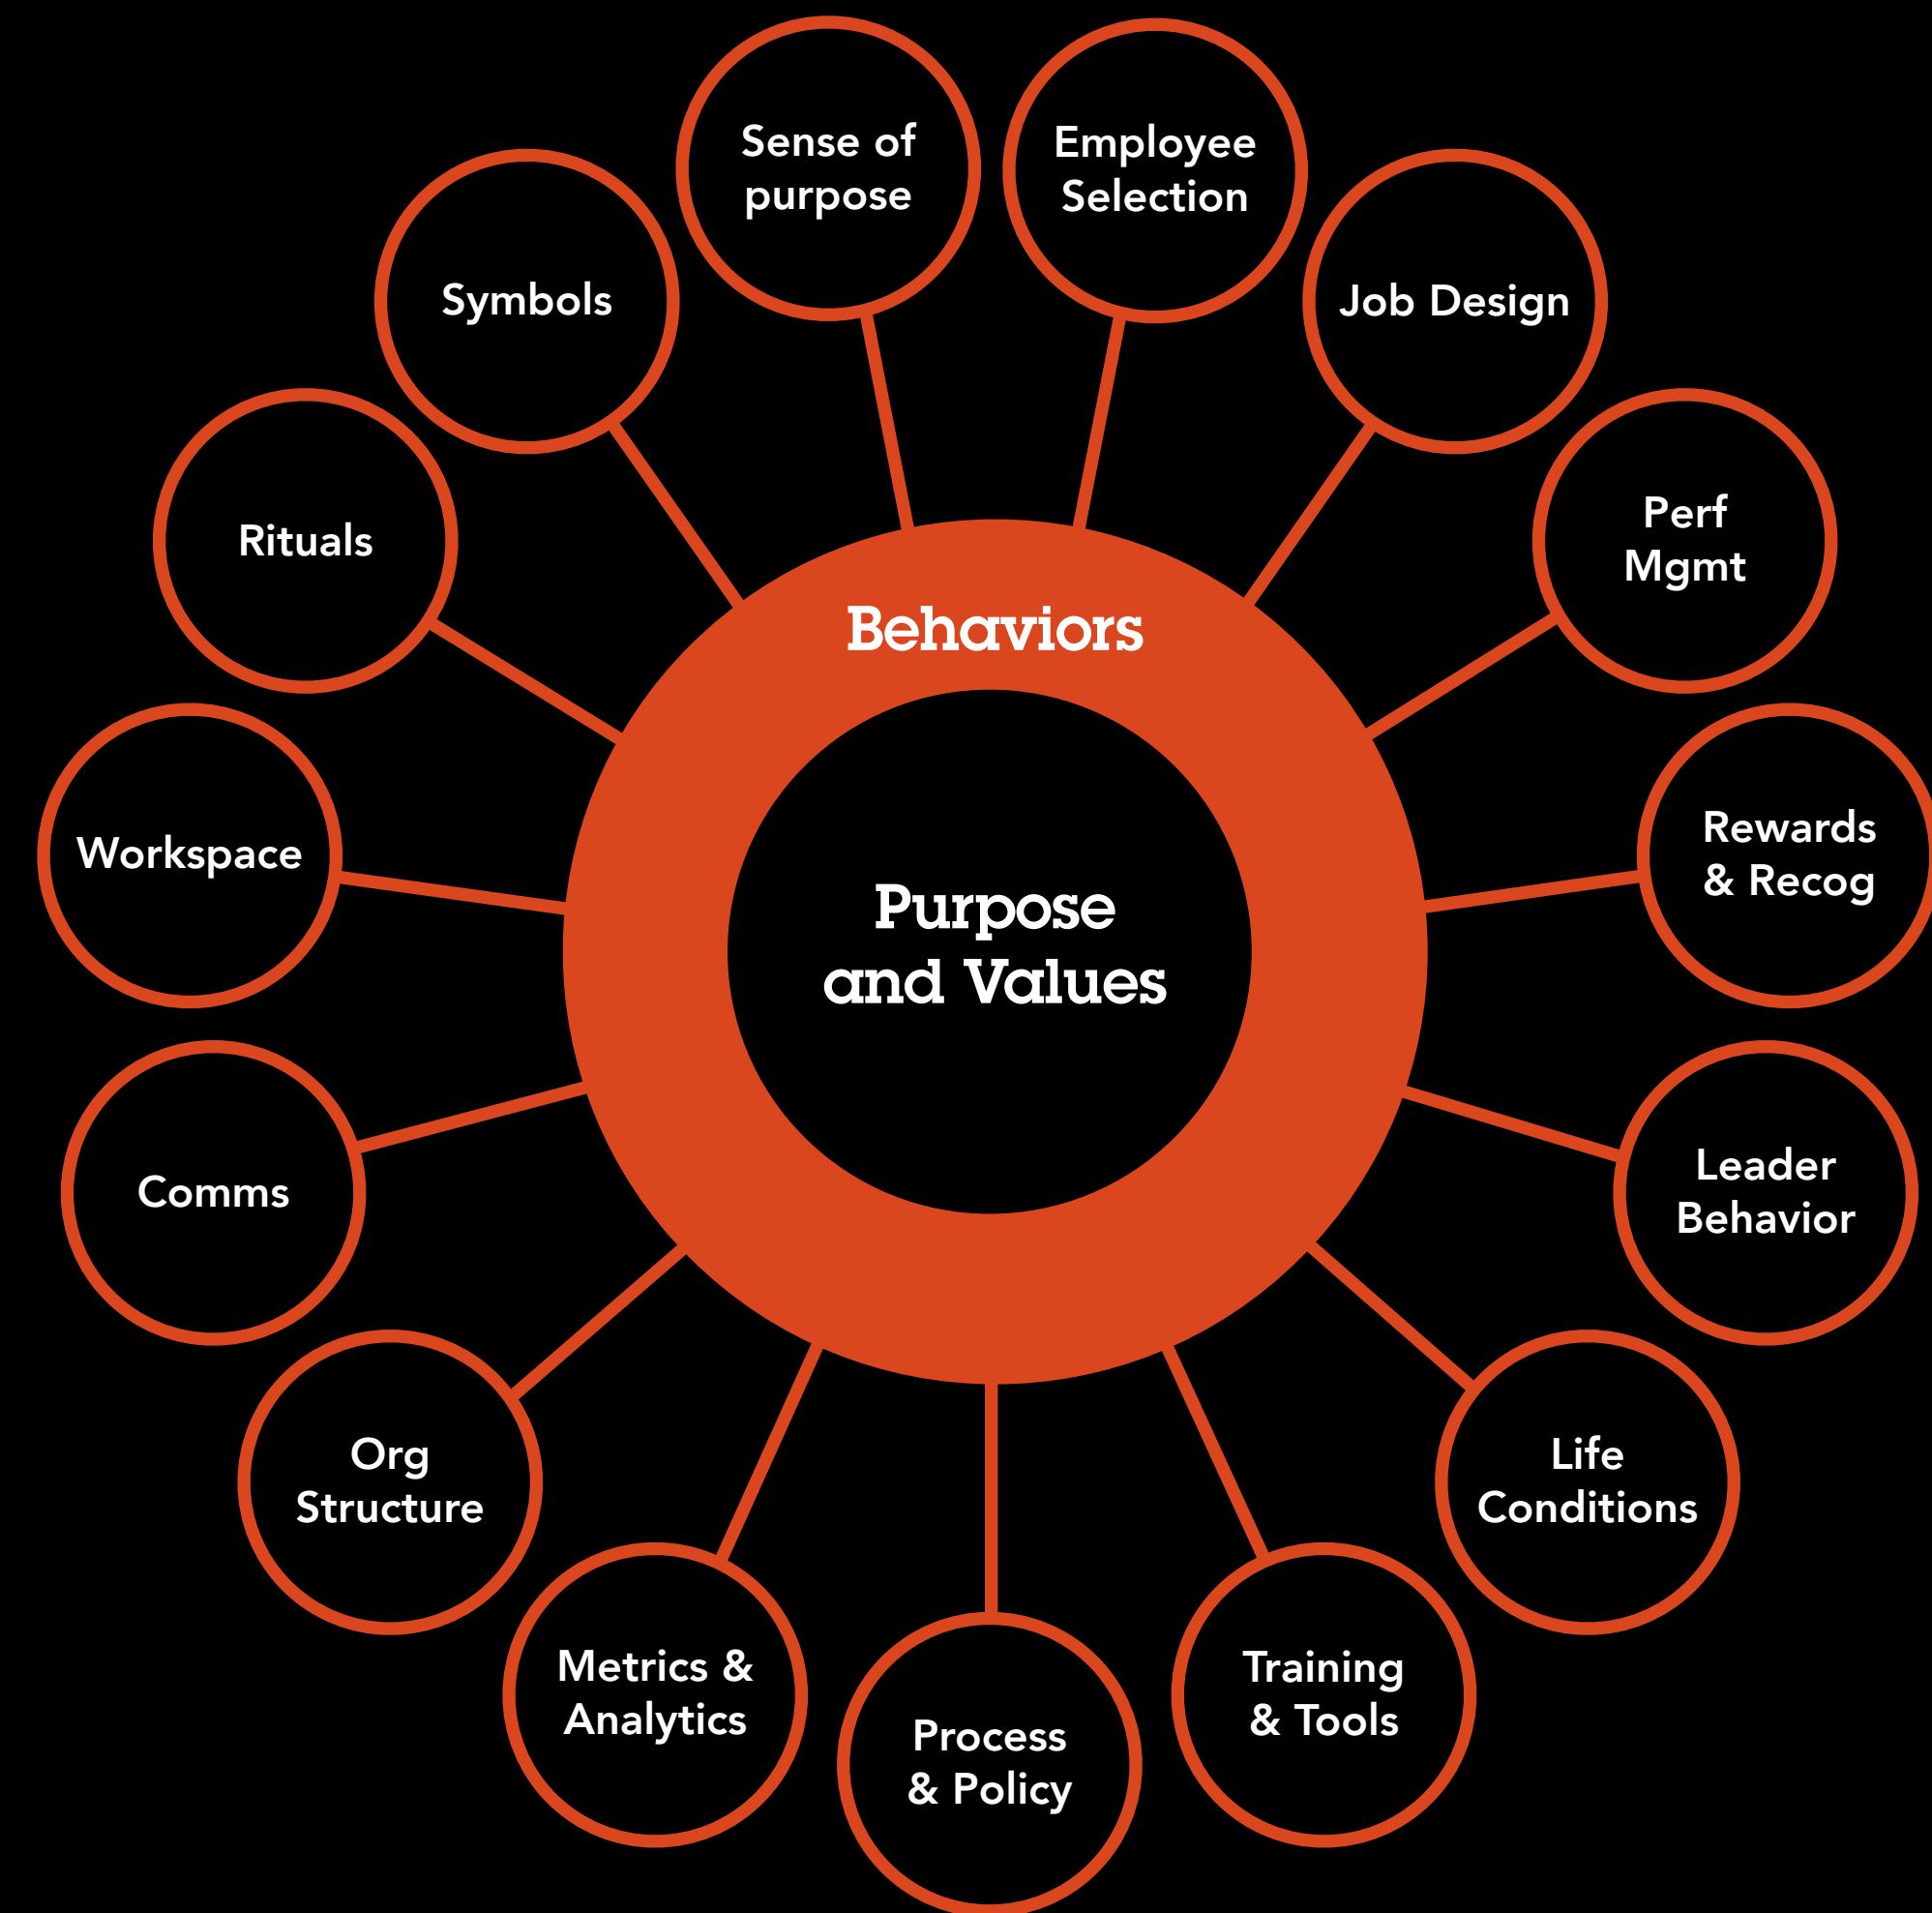 Sense of
purpose
Employee
Selection
Symbols
Job Design
Rituals
Perf
Mgmt
Behaviors
Workspace
Rewards
& Recog
Purpose
and Values
Comms
Leader
Behavior
Org
Structure
Life
Conditions
Metrics &
Analytics
Process
& Policy
Training
& Tools